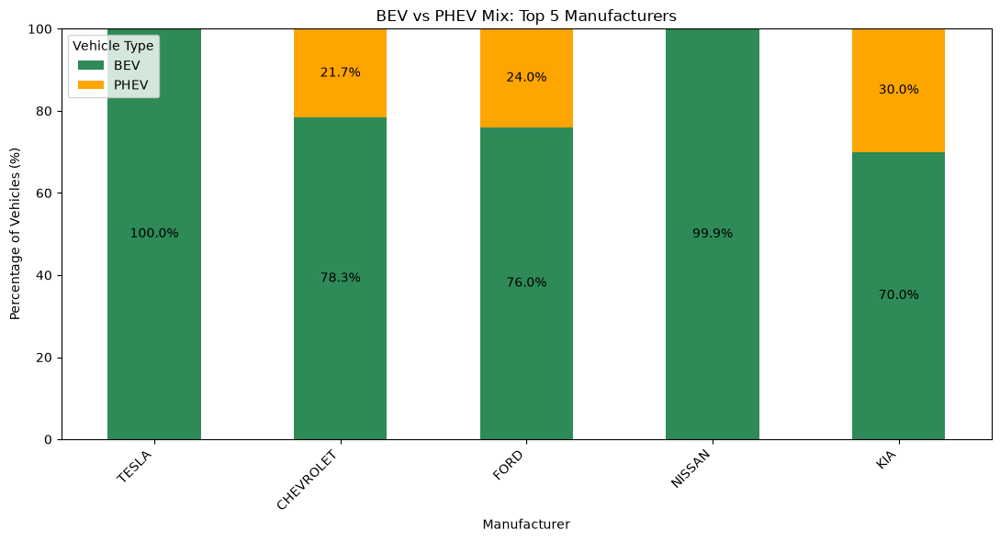 BEV vs PHEV Mix: Top 5 Manufacturers
Vehicle Type
BEV
PHEV
Percentage of Vehicles (%)
100
80
60
40
20
0
100.0%
21.7%
78.3%
24.0%
76.0%
99.9%
30.0%
70.0%
TESLA
CHEVROLET
FORD
NISSAN
KIA
Manufacturer